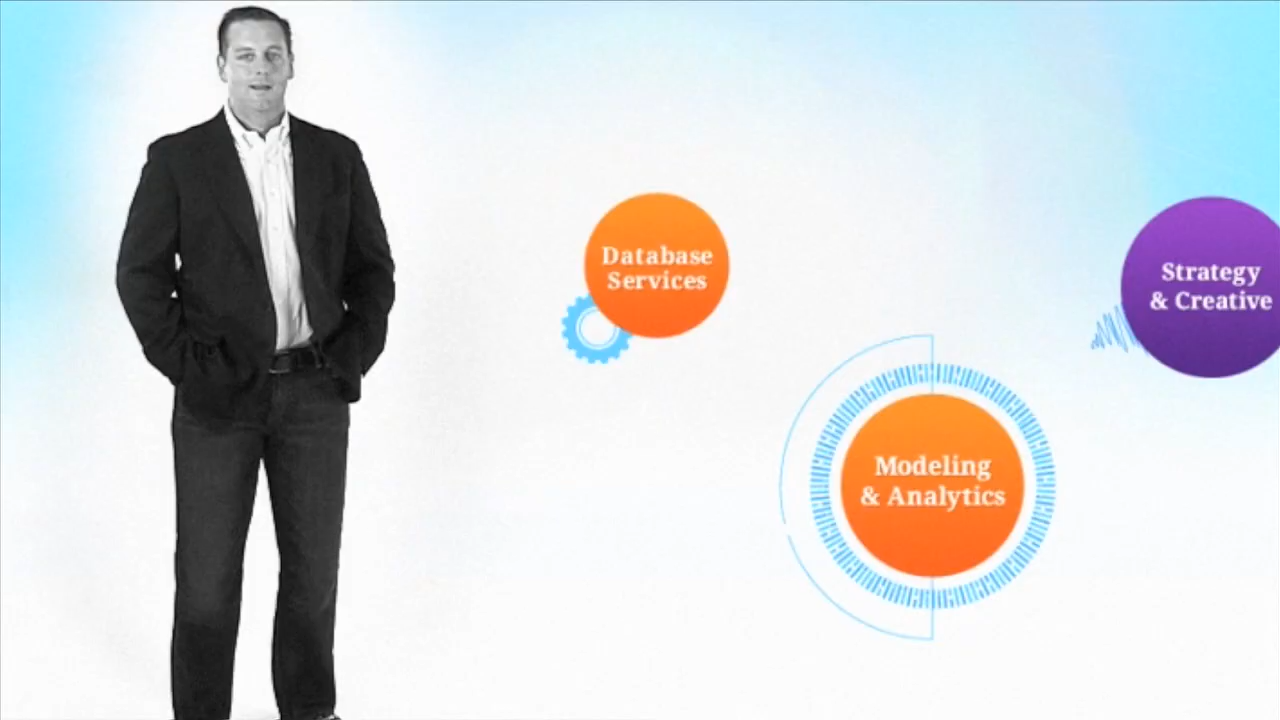 Database
Services
Strategy
& Creative
Modeling
& Analytics